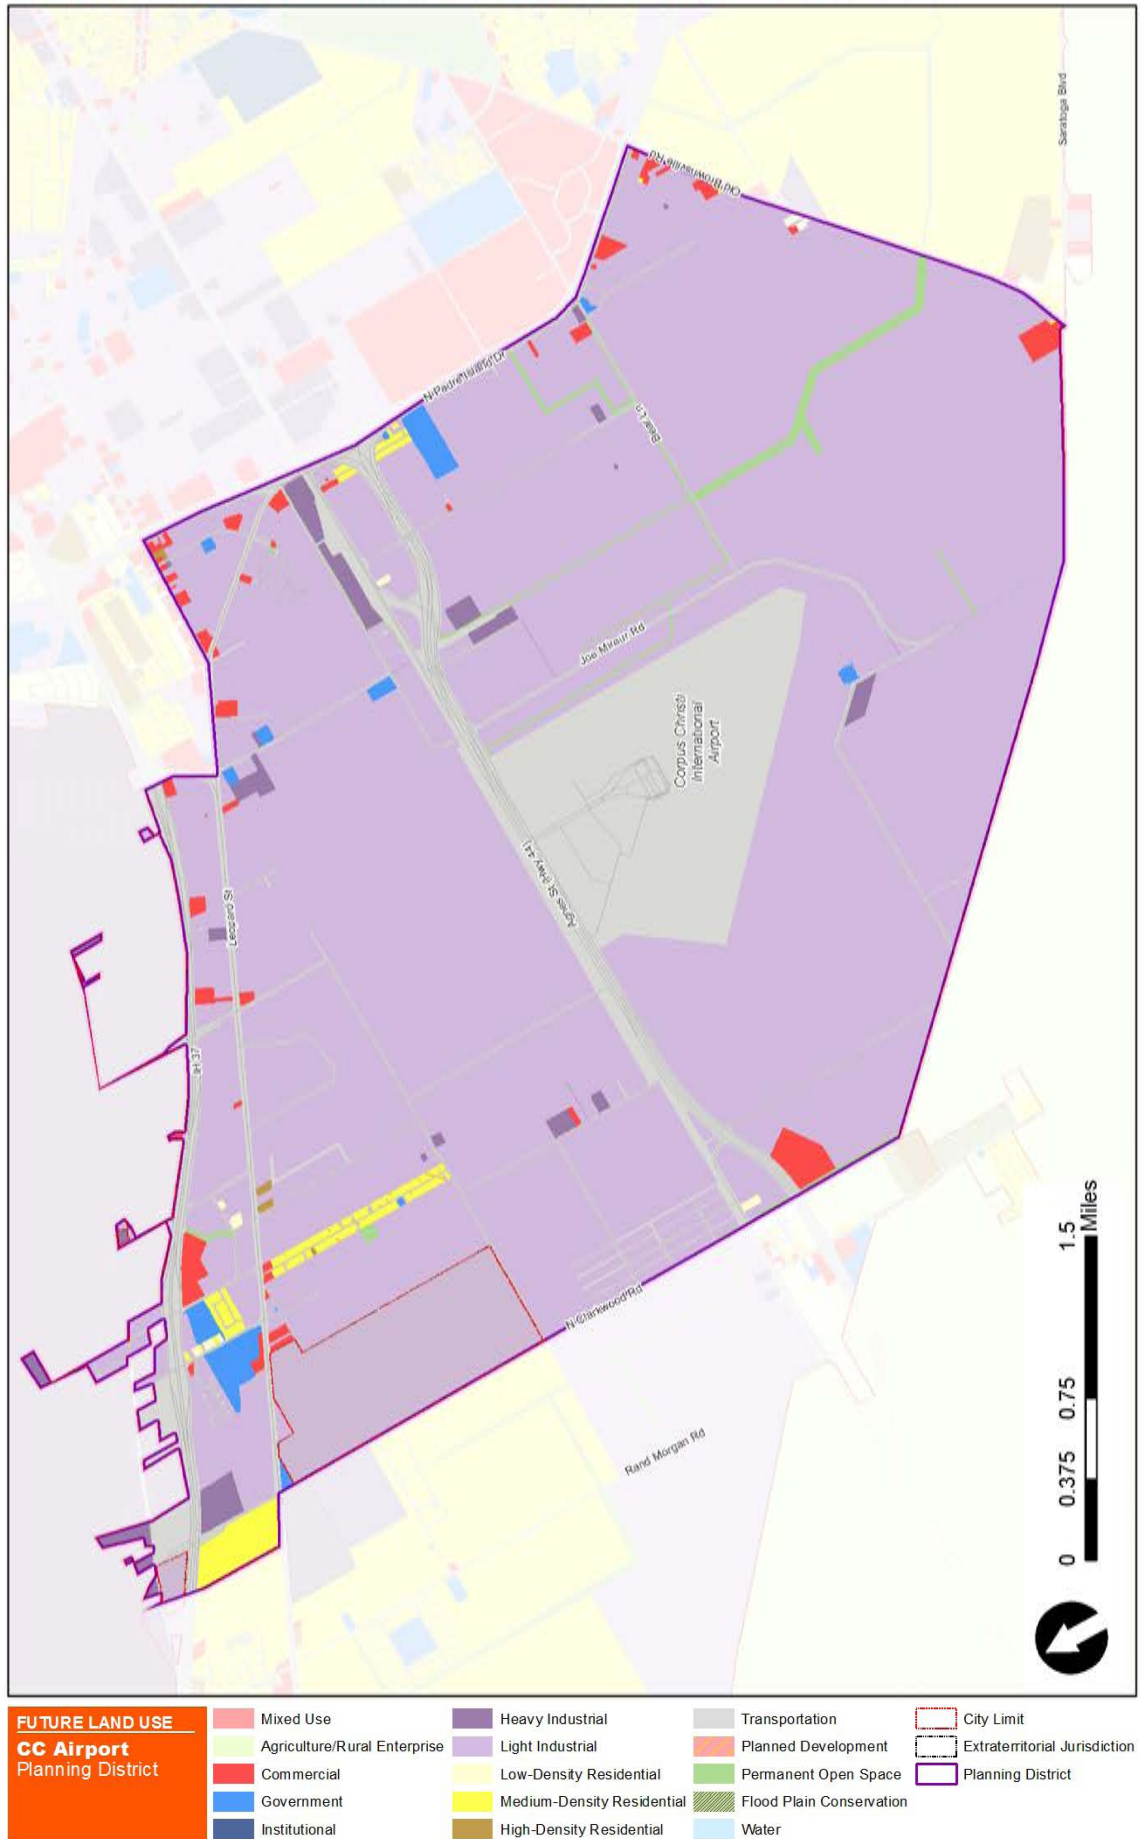 Saratoga Blvd
Old Brownsville Rd
N Padre Island Dr
Bear Ln
Joe Mireur Rd
Corpus Christi
International
Airport
Agnes St (Hwy 44)
Leopard St
IH 37
N Clarkwood Rd
Rand Morgan Rd
0 0.375 0.75 1.5
Miles
FUTURE LAND USE
CC Airport
Planning District
Mixed Use
Agriculture/Rural Enterprise
Commercial
Government
Institutional
Heavy Industrial
Light Industrial
Low-Density Residential
Medium-Density Residential
High-Density Residential
Transportation
Planned Development
Permanent Open Space
Flood Plain Conservation
Water
City Limit
Extraterritorial Jurisdiction
Planning District